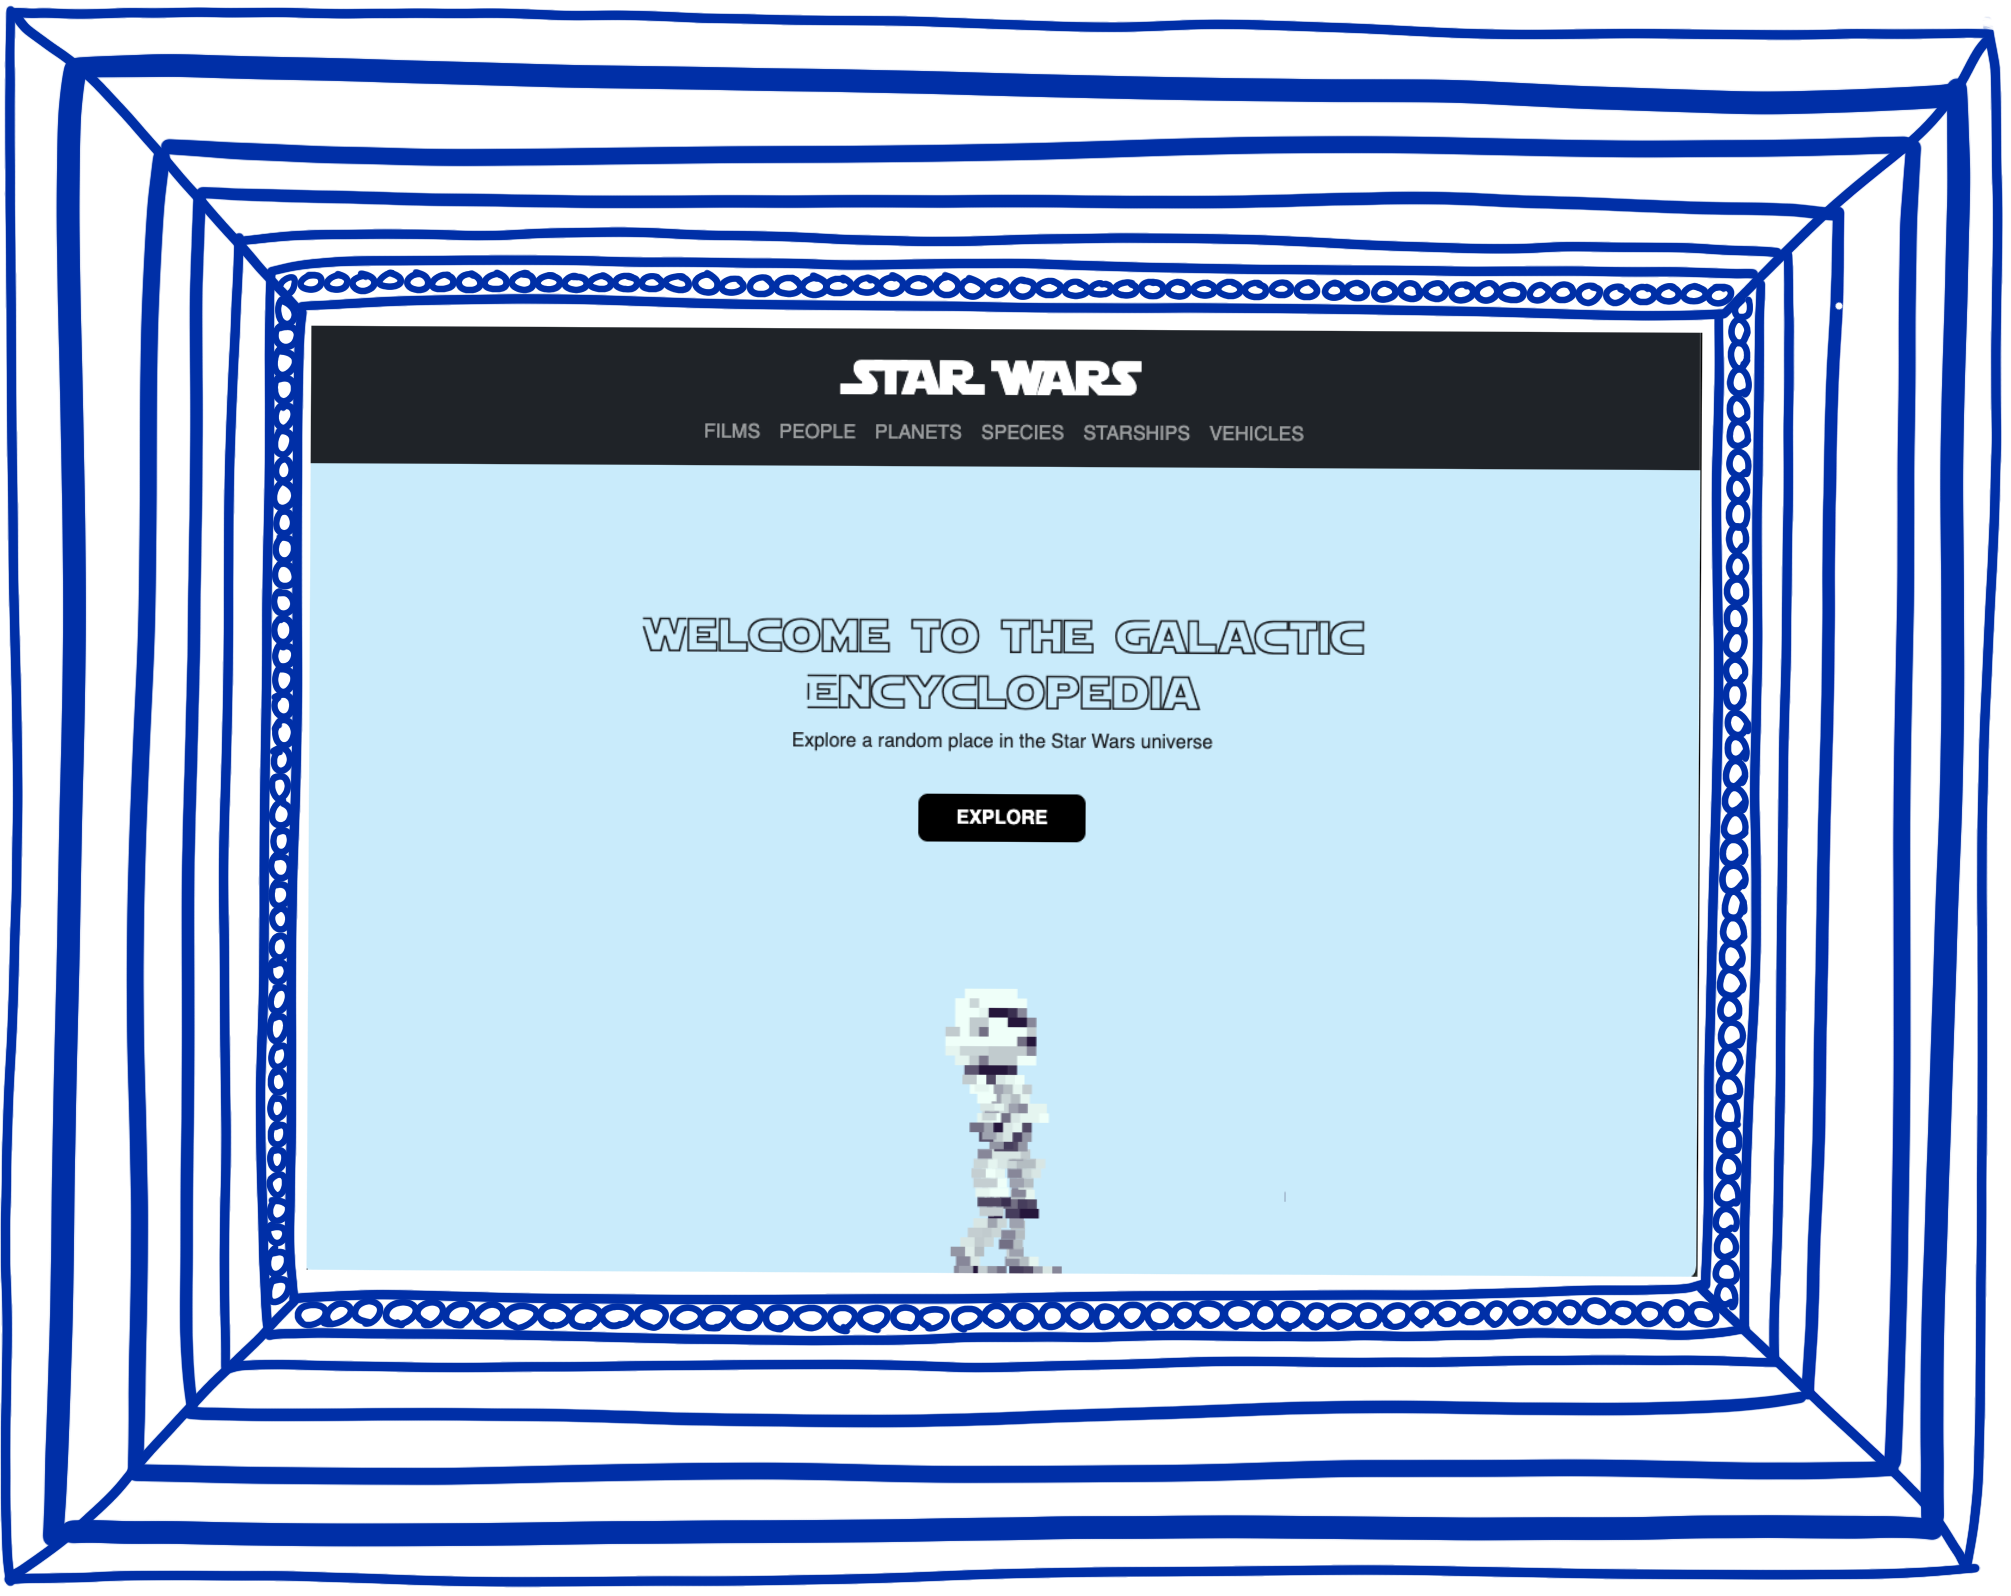 STAR WARS
FILMS PEOPLE PLANETS SPECIES STARSHIPS VEHICLES
WELCOME TO THE GALACTIC
ENCYCLOPEDIA
Explore a random place in the Star Wars universe
EXPLORE